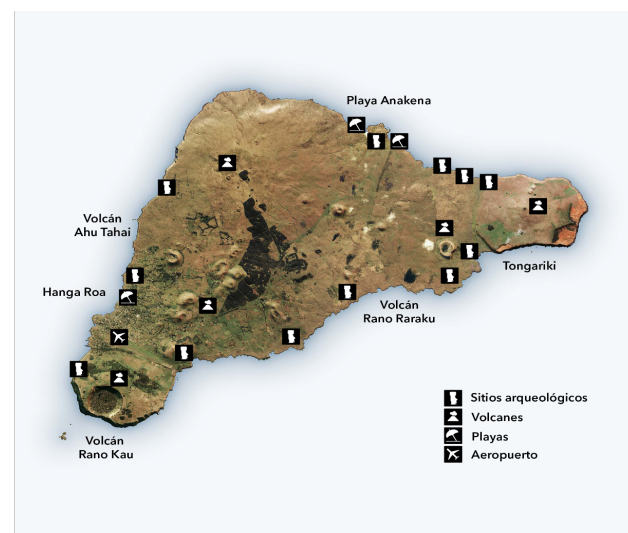 Playa Anakena
Volcán
Ahu Tahai
Tongariki
Hanga Roa
Volcán
Rano Raraku
Sitios arqueológicos
Volcanes
Playas
Aeropuerto
Volcán
Rano Kau